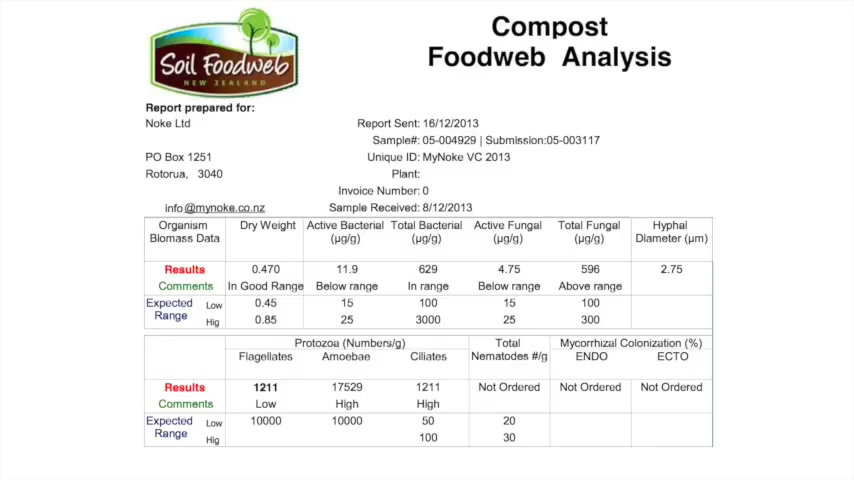 Soil Foodweb
NEW ZEALAND
Compost
Foodweb Analysis
Report prepared for:
Noke Ltd
Report Sent: 16/12/2013
Sample#: 05-004929 | Submission:05-003117
PO Box 1251
Unique ID: MyNoke VC 2013
Rotorua, 3040
Plant:
Invoice Number: 0
info@mynoke.co.nz
Sample Received: 8/12/2013
Organism Dry Weight Active Bacterial Total Bacterial Active Fungal Total Fungal Hyphal
Biomass Data (µg/g) (µg/g) (µg/g) (µg/g) Diameter (µm)
Results 0.470 11.9 629 4.75 596 2.75
Comments In Good Range Below range In range Below range Above range
Expected Range Low 0.45 15 100 15 100
Hig 0.85 25 3000 25 300
Protozoa (Numbers/g) Total Mycorrhizal Colonization (%)
Flagellates Amoebae Ciliates Nematodes #/g ENDO ECTO
Results 1211 17529 1211 Not Ordered Not Ordered Not Ordered
Comments Low High High
Expected Range Low 10000 10000 50 20
Hig 100 30